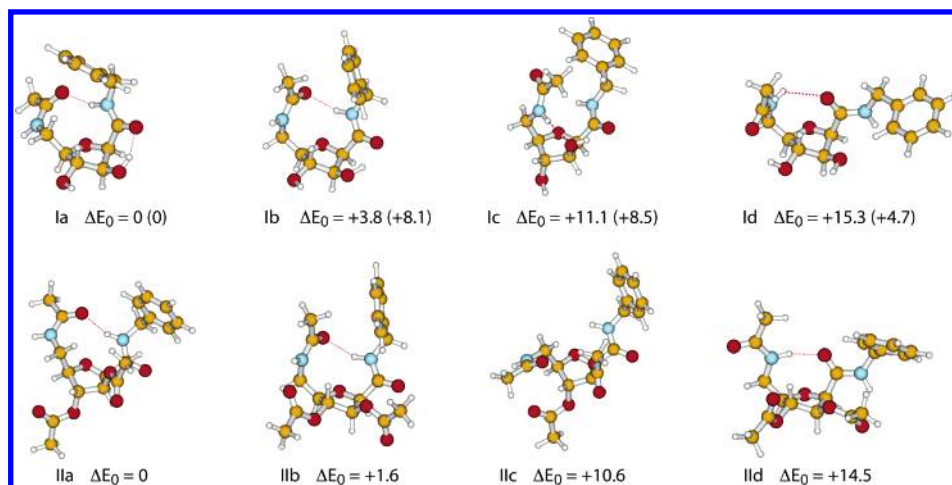 Ia ΔE₀ = 0 (0)
Ib ΔE₀ = +3.8 (+8.1)
Ic ΔE₀ = +11.1 (+8.5)
Id ΔE₀ = +15.3 (+4.7)
IIa ΔE₀ = 0
IIb ΔE₀ = +1.6
IIc ΔE₀ = +10.6
IId ΔE₀ = +14.5